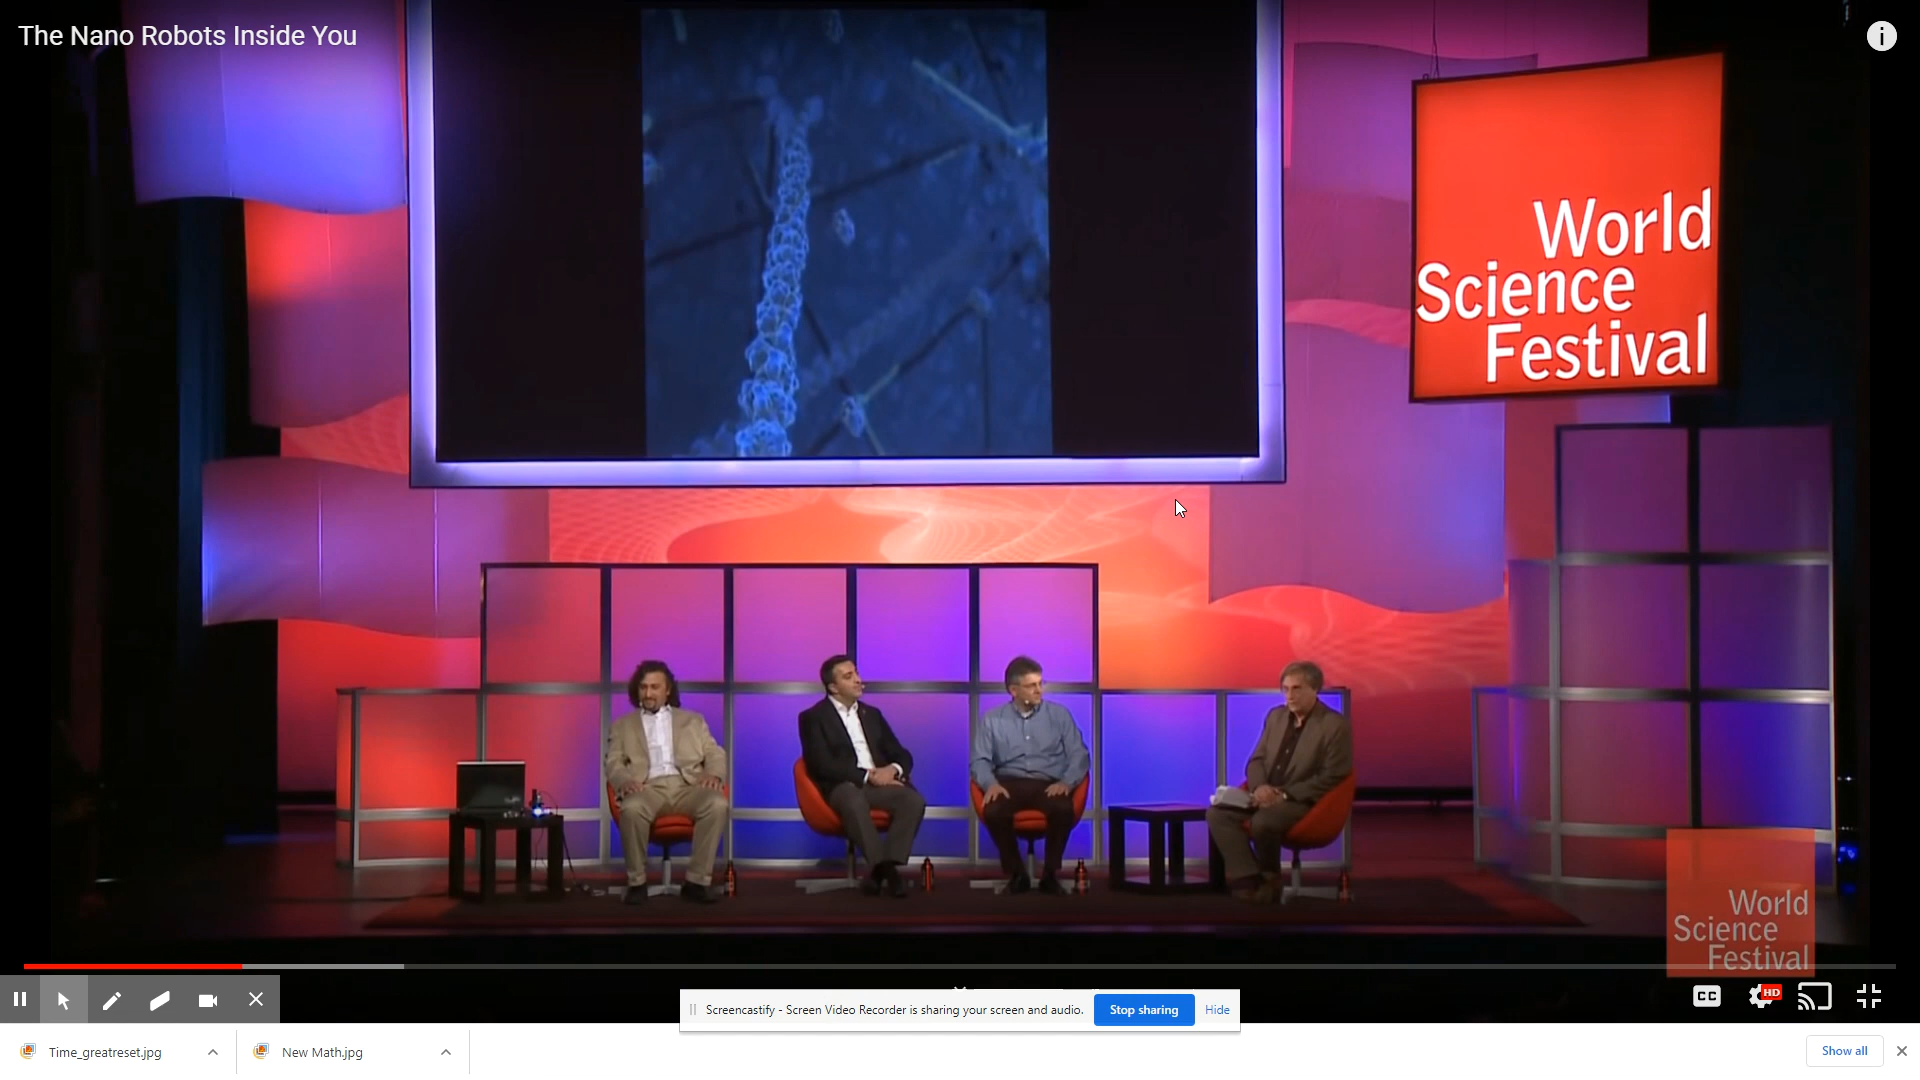 The Nano Robots Inside You
i
World
Science
Festival
World
Science
Festival
CC
HD
Screencastify - Screen Video Recorder is sharing your screen and audio.
Stop sharing
Hide
Time_greatreset.jpg
New Math.jpg
Show all